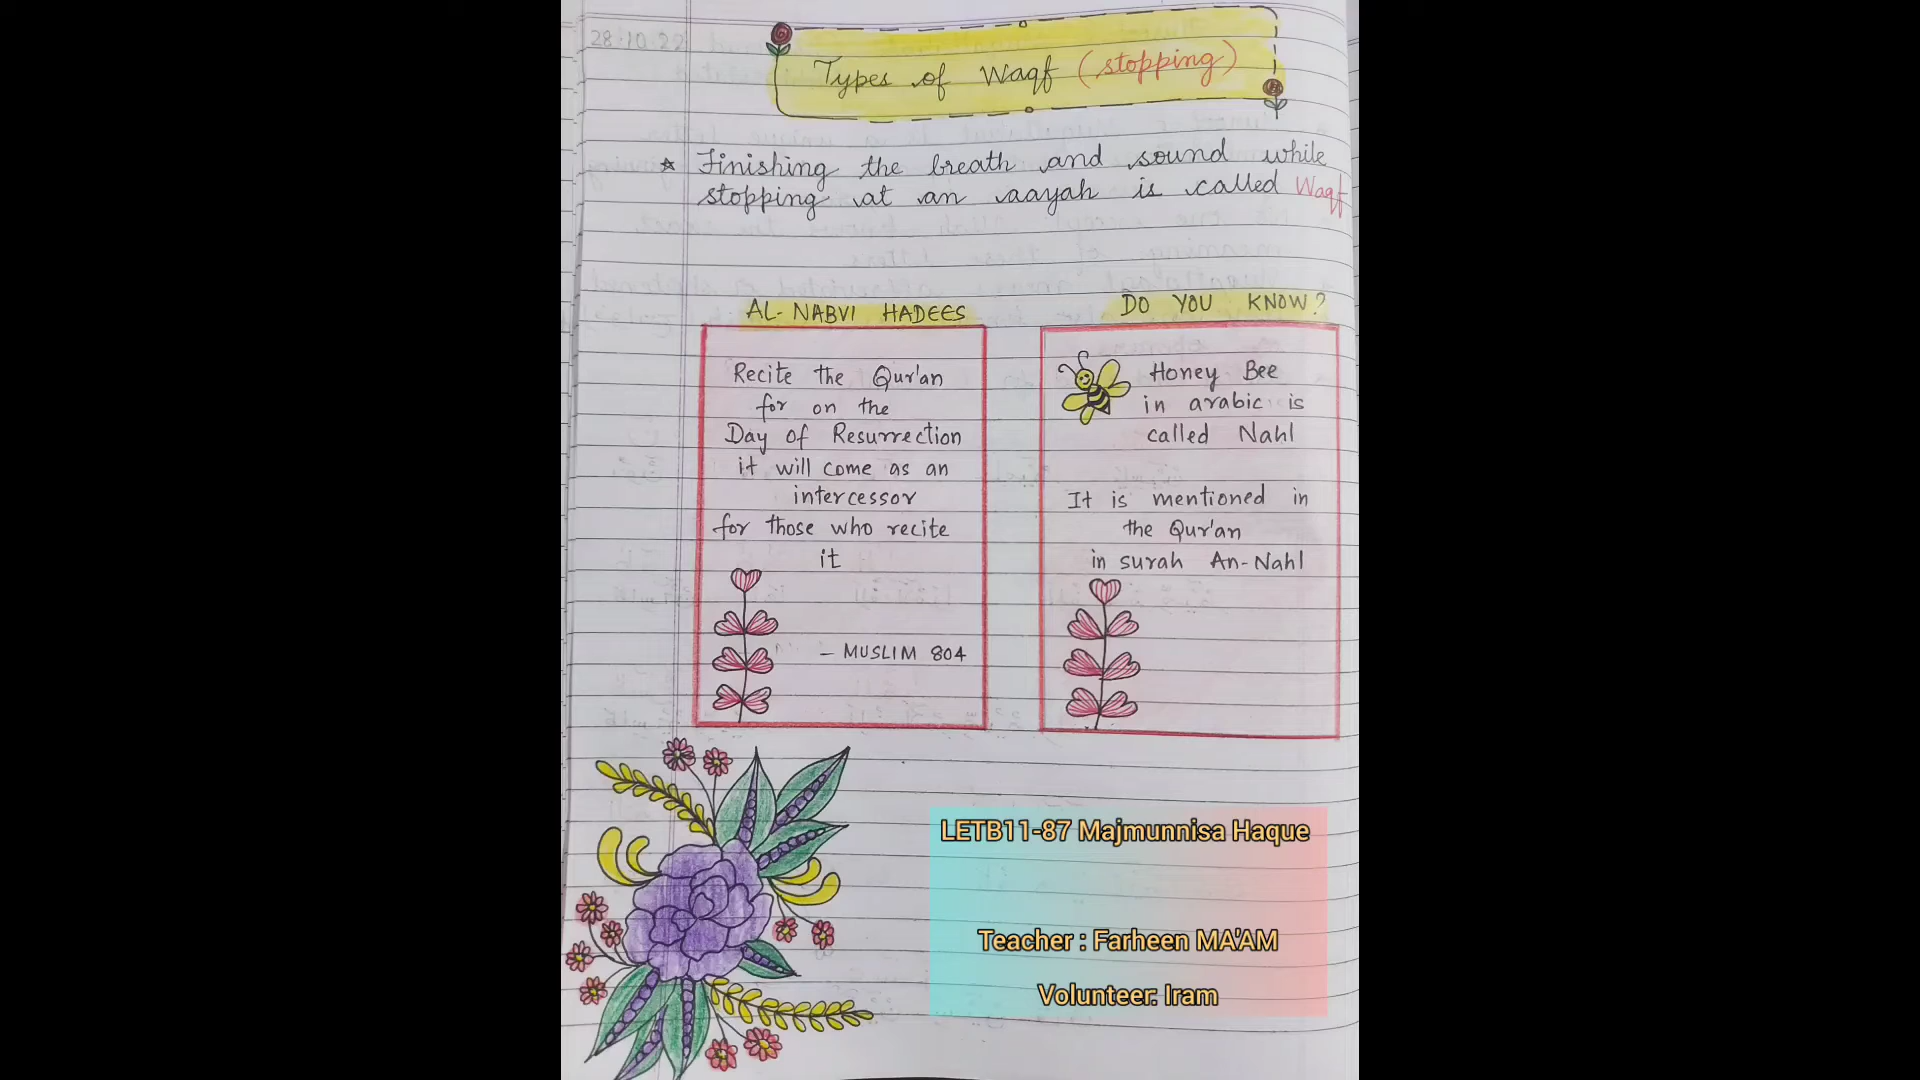 Types of Waqf (stopping)
* Finishing the breath and sound while
stopping at an aayah is called Waqf
AL-NABVI HADEES
Recite the Qur'an
for on the
Day of Resurrection
it will come as an
intercessor
for those who recite
it
- MUSLIM 804
DO YOU KNOW?
Honey Bee
in arabic is
called Nahl
It is mentioned in
the Qur'an
in surah An-Nahl
LETB11-87 Majmunnisa Haque
Teacher : Farheen MA'AM
Volunteer: Iram